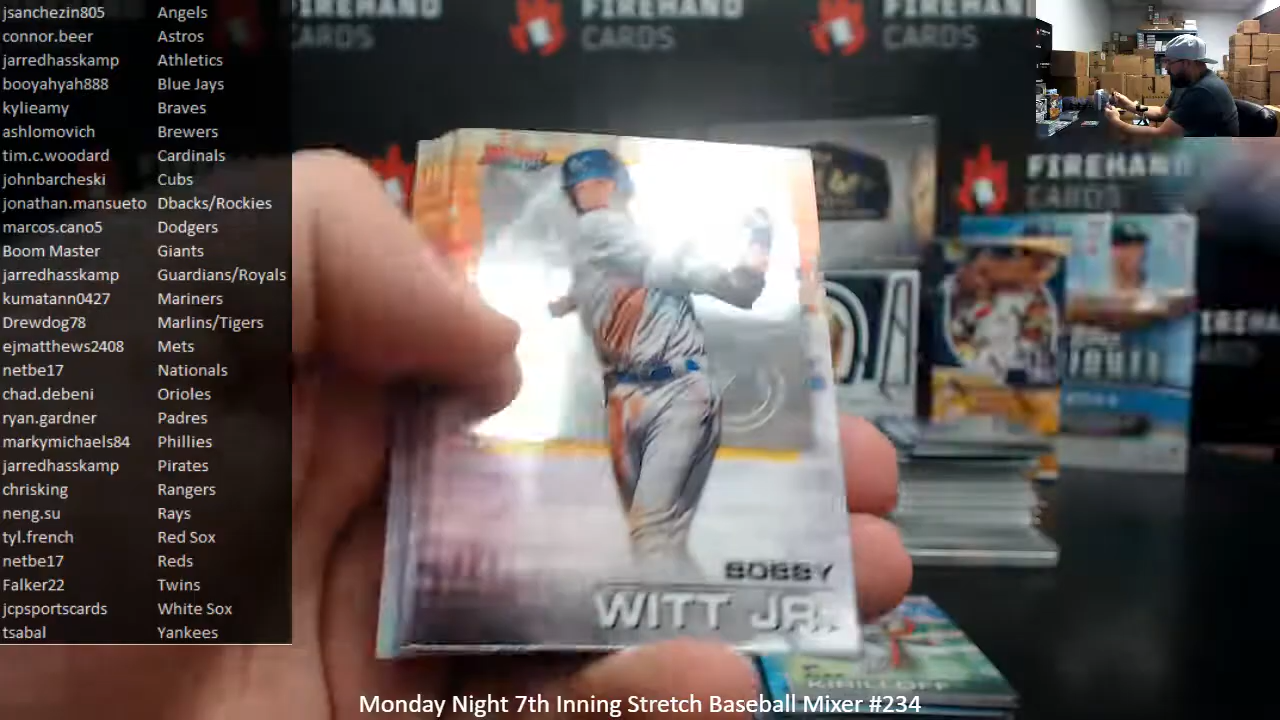 jsanchezin805 Angels
connor.beer Astros
jarredhasskamp Athletics
booyahyah888 Blue Jays
kylieamy Braves
ashlomovich Brewers
tim.c.woodard Cardinals
johnbarcheski Cubs
jonathan.mansueto Dbacks/Rockies
marcos.cano5 Dodgers
Boom Master Giants
jarredhasskamp Guardians/Royals
kumatann0427 Mariners
Drewdog78 Marlins/Tigers
ejmatthews2408 Mets
netbe17 Nationals
chad.debeni Orioles
ryan.gardner Padres
markymichaels84 Phillies
jarredhasskamp Pirates
chrisking Rangers
neng.su Rays
tyl.french Red Sox
netbe17 Reds
Falker22 Twins
jcpsportscards White Sox
tsabal Yankees
FIREHAND
CARDS
FIREHAND
CARDS
FIREHAND
CARDS
FIREHAND
CARDS
BOBBY
WITT JR.
KIRILLOFF
Monday Night 7th Inning Stretch Baseball Mixer #234